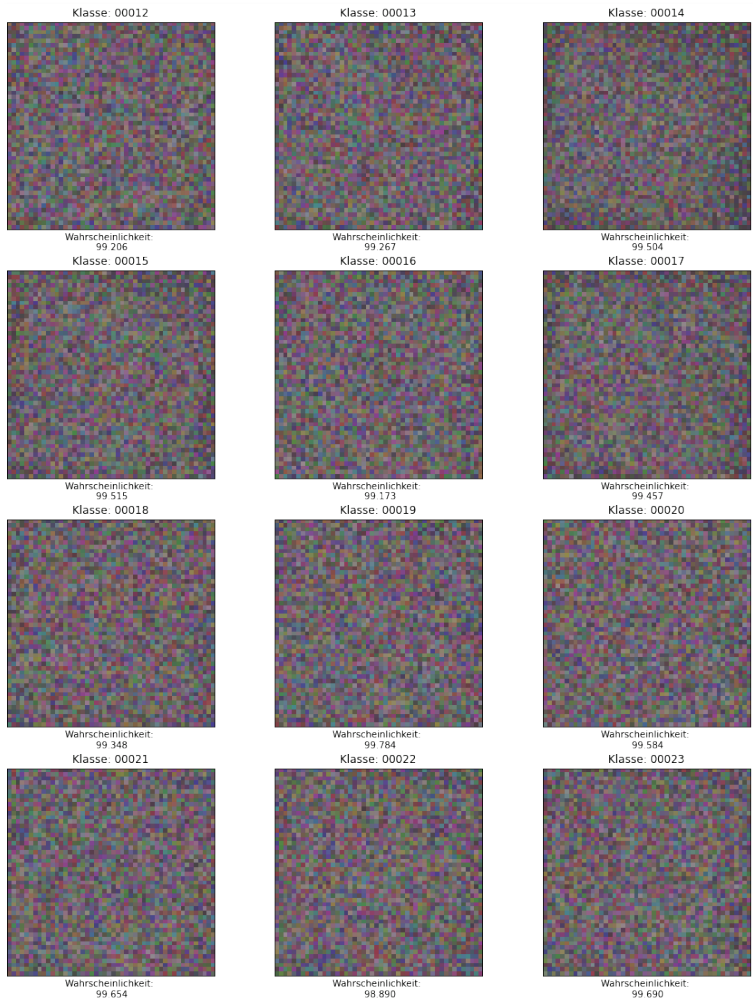 Klasse: 00012
Klasse: 00013
Klasse: 00014
Wahrscheinlichkeit:
99 206
Wahrscheinlichkeit:
99 267
Wahrscheinlichkeit:
99 504
Klasse: 00015
Klasse: 00016
Klasse: 00017
Wahrscheinlichkeit:
99 515
Wahrscheinlichkeit:
99 173
Wahrscheinlichkeit:
99 457
Klasse: 00018
Klasse: 00019
Klasse: 00020
Wahrscheinlichkeit:
99 348
Wahrscheinlichkeit:
99 784
Wahrscheinlichkeit:
99 584
Klasse: 00021
Klasse: 00022
Klasse: 00023
Wahrscheinlichkeit:
99 654
Wahrscheinlichkeit:
98 890
Wahrscheinlichkeit:
99 690